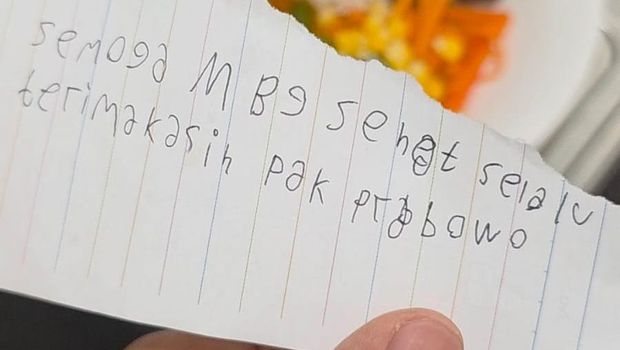 semoga MBg sehat selalu
terimakasih pak prabowo